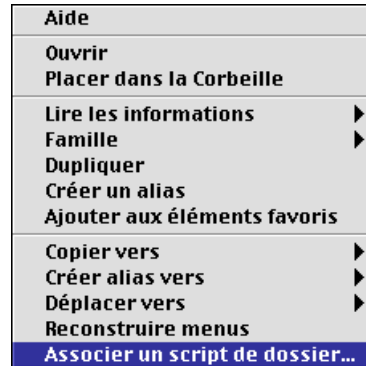 Aide
Ouvrir
Placer dans la Corbeille
Lire les informations
Famille
Dupliquer
Créer un alias
Ajouter aux éléments favoris
Copier vers
Créer alias vers
Déplacer vers
Reconstruire menus
Associer un script de dossier...